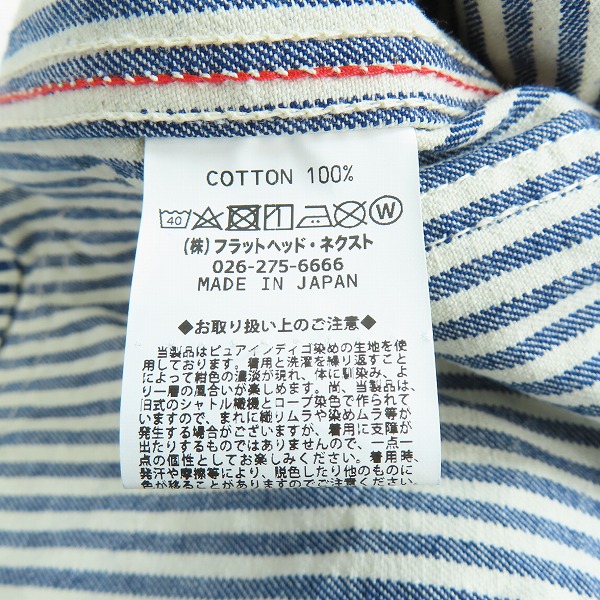 COTTON 100%
40 W
(株)フラットヘッド・ネクスト
026-275-6666
MADE IN JAPAN
◆お取り扱い上のご注意◆
当製品はピュアインディゴ染めの生地を使
用しております。着用と洗濯を繰り返すこと
によって紺色の濃淡が現れ、体に馴染み、よ
り一層の風合いが楽しめます。尚、当製品は
旧式のシャトル織機とロープ染色で作られて
いますので、まれに織りムラや染めムラ等が
発生する場合がございますが、着用に支障が
出たりするものではありませんので、一点一
点の個性としてお楽しみください。着用時、
発汗や摩擦等により、脱色したり他のものに
色が移ることがありますのでご注意ください。